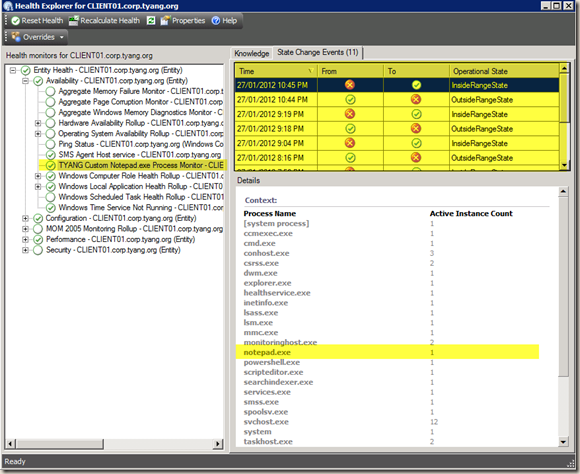 Health Explorer for CLIENT01.corp.tyang.org
Reset Health Recalculate Health Properties Help
Overrides
Health monitors for CLIENT01.corp.tyang.org
Entity Health - CLIENT01.corp.tyang.org (Entity)
Availability - CLIENT01.corp.tyang.org (Entity)
Aggregate Memory Failure Monitor - CLIENT01.corp.t
Aggregate Page Corruption Monitor - CLIENT01.corp.
Aggregate Windows Memory Diagnostics Monitor - Cl
Hardware Availability Rollup - CLIENT01.corp.tyang.o
Operating System Availability Rollup - CLIENT01.corp.
Ping Status - CLIENT01.corp.tyang.org (Windows Co
SMS Agent Host service - CLIENT01.corp.tyang.org
TYANG Custom Notepad.exe Process Monitor - CLIE
Windows Computer Role Health Rollup - CLIENT01.c
Windows Local Application Health Rollup - CLIENT01
Windows Scheduled Task Health Rollup - CLIENT01.
Windows Time Service Not Running - CLIENT01.corp
Configuration - CLIENT01.corp.tyang.org (Entity)
MOM 2005 Monitoring Rollup - CLIENT01.corp.tyang.org (
Performance - CLIENT01.corp.tyang.org (Entity)
Security - CLIENT01.corp.tyang.org (Entity)
Knowledge State Change Events (11)
Time From To Operational State
27/01/2012 10:45 PM InsideRangeState
27/01/2012 10:44 PM OutsideRangeState
27/01/2012 9:19 PM InsideRangeState
27/01/2012 9:18 PM OutsideRangeState
27/01/2012 9:04 PM InsideRangeState
27/01/2012 8:16 PM OutsideRangeState
Details
Context:
Process Name Active Instance Count
[system process] 1
ccmexec.exe 1
cmd.exe 1
conhost.exe 3
csrss.exe 2
dwm.exe 1
explorer.exe 1
healthservice.exe 1
inetinfo.exe 1
lsass.exe 1
lsm.exe 1
mmc.exe 1
monitoringhost.exe 2
notepad.exe 1
powershell.exe 1
scripteditor.exe 1
searchindexer.exe 1
services.exe 1
smss.exe 1
spoolsv.exe 1
svchost.exe 12
system 1
taskhost.exe 2
Ready